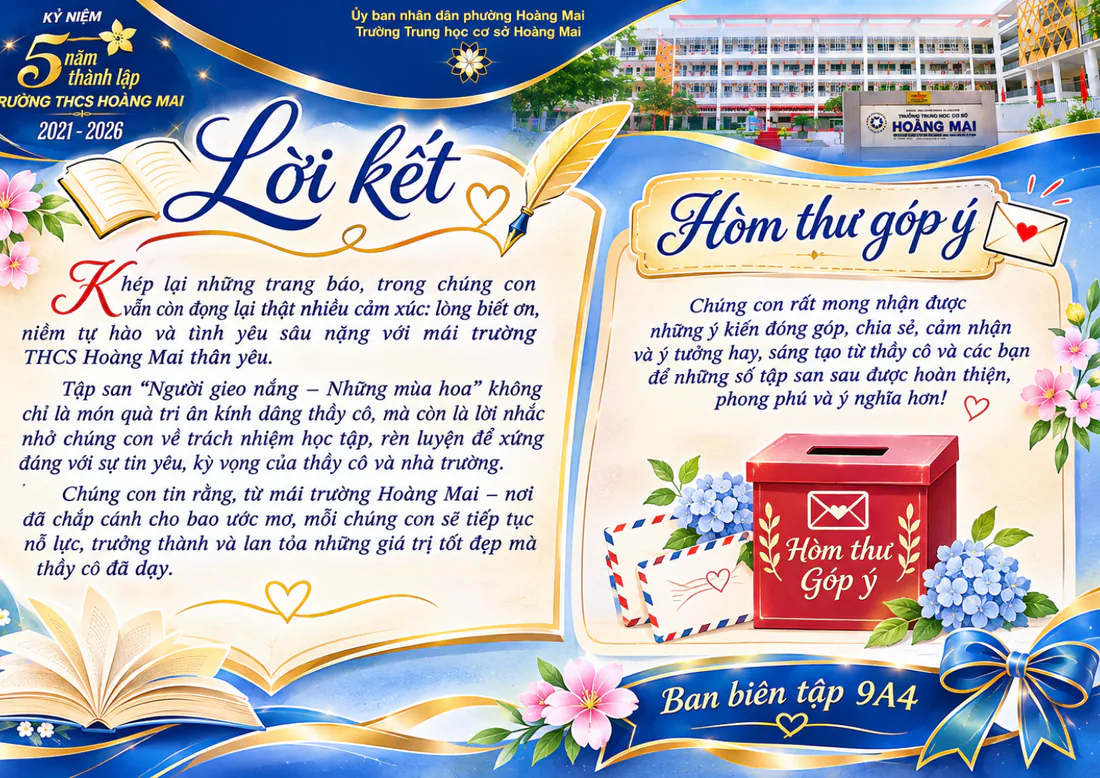 KỶ NIỆM
5 năm
thành lập
RƯỜNG THCS HOÀNG MAI
2021 - 2026
Ủy ban nhân dân phường Hoàng Mai
Trường Trung học cơ sở Hoàng Mai
TRƯỜNG TRUNG HỌC CƠ SỞ
HOÀNG MAI
Lời kết
Khép lại những trang báo, trong chúng con
vẫn còn đọng lại thật nhiều cảm xúc: lòng biết ơn,
niềm tự hào và tình yêu sâu nặng với mái trường
THCS Hoàng Mai thân yêu.
Tập san “Người gieo nắng – Những mùa hoa” không
chỉ là món quà tri ân kính dâng thầy cô, mà còn là lời nhắc
nhở chúng con về trách nhiệm học tập, rèn luyện để xứng
đáng với sự tin yêu, kỳ vọng của thầy cô và nhà trường.
Chúng con tin rằng, từ mái trường Hoàng Mai – nơi
đã chắp cánh cho bao ước mơ, mỗi chúng con sẽ tiếp tục
nỗ lực, trưởng thành và lan tỏa những giá trị tốt đẹp mà
thầy cô đã dạy.
Hòm thư góp ý
Chúng con rất mong nhận được
những ý kiến đóng góp, chia sẻ, cảm nhận
và ý tưởng hay, sáng tạo từ thầy cô và các bạn
để những số tập san sau được hoàn thiện,
phong phú và ý nghĩa hơn!
Hòm thư
Góp ý
Ban biên tập 9A4